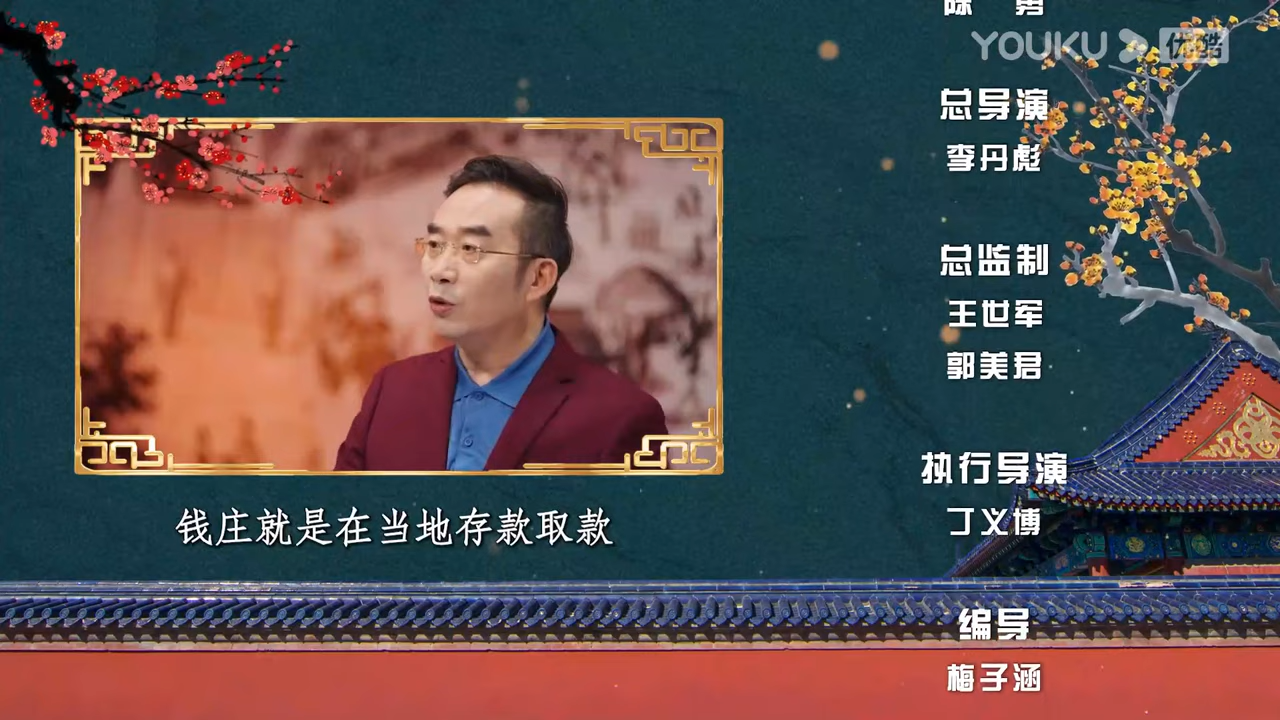 YOUKU 优酷
总导演
李丹彪
总监制
王世军
郭美君
执行导演
丁义博
编导
梅子涵
钱庄就是在当地存款取款